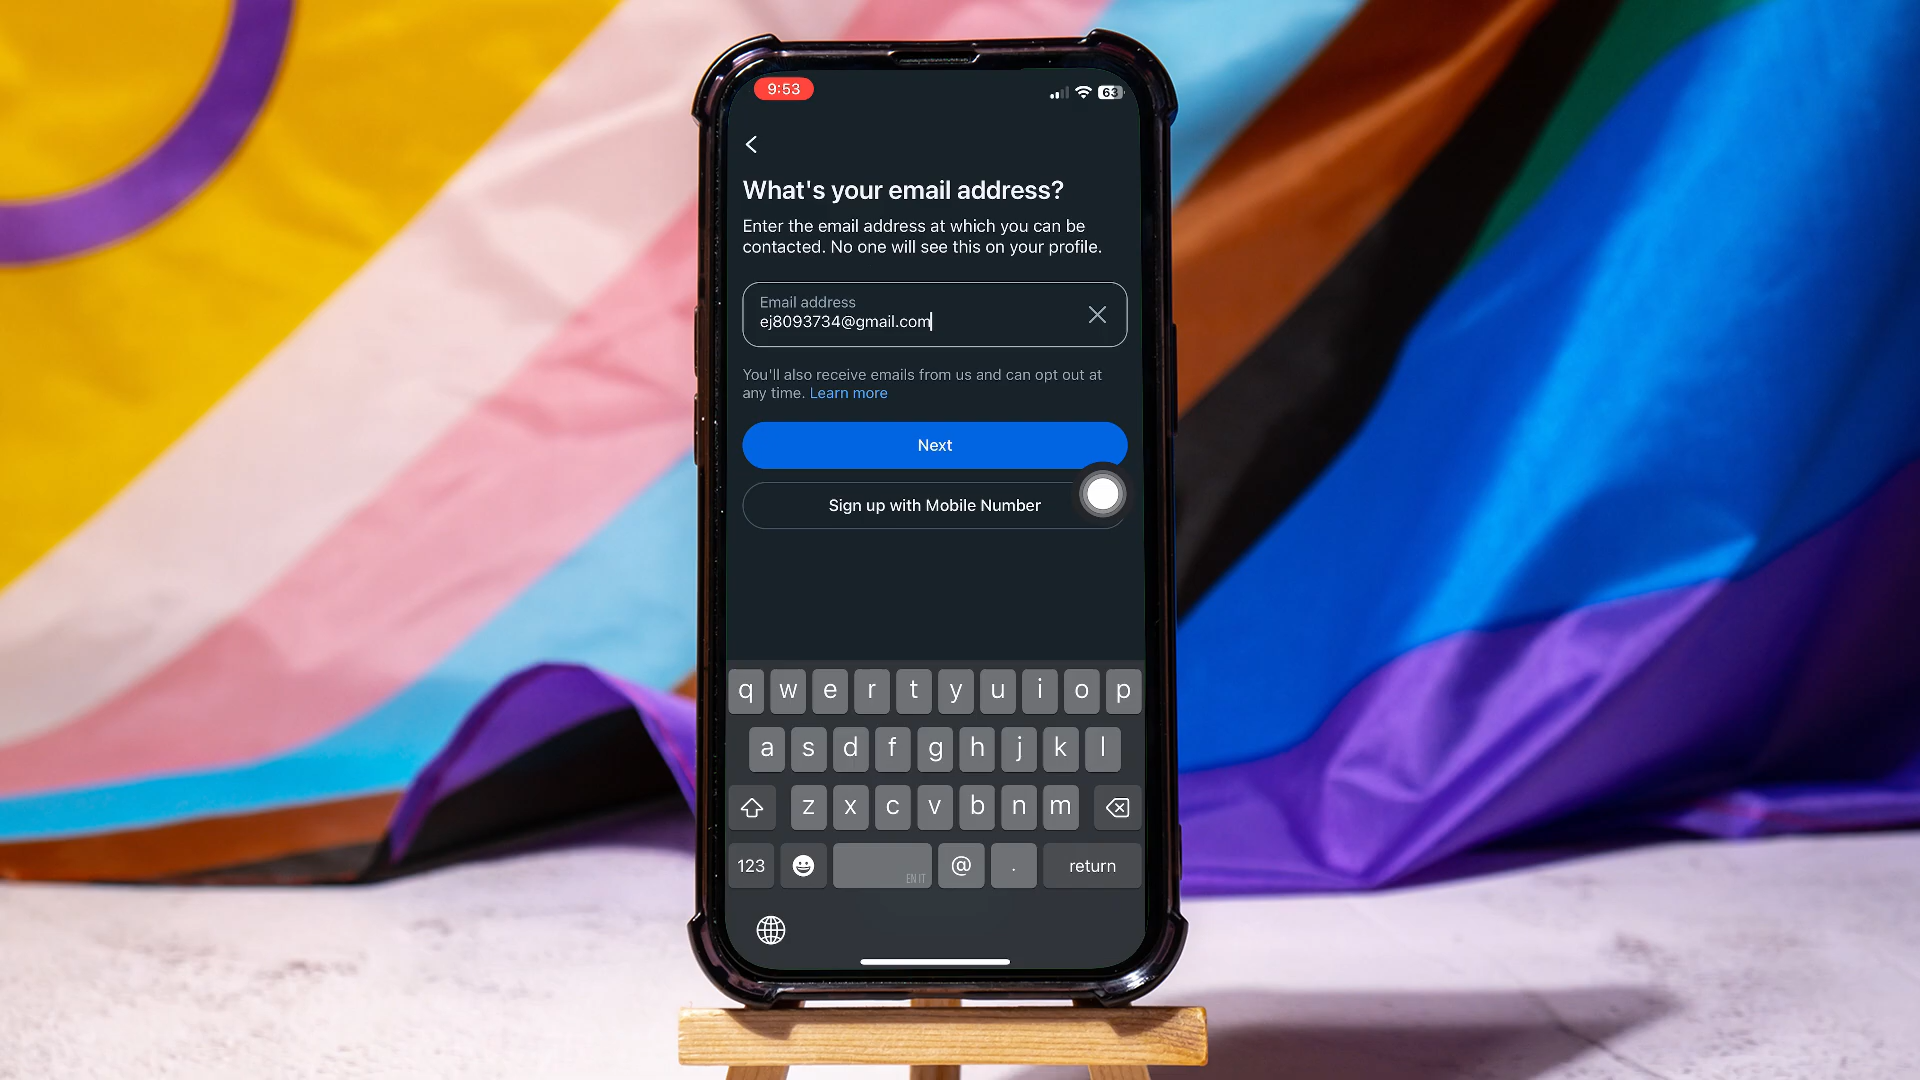 9:53
63
What's your email address?
Enter the email address at which you can be
contacted. No one will see this on your profile.
Email address
ej8093734@gmail.com
You'll also receive emails from us and can opt out at
any time. Learn more
Next
Sign up with Mobile Number
q w e r t y u i o p
a s d f g h j k l
z x c v b n m
123 @ . return
EN IT